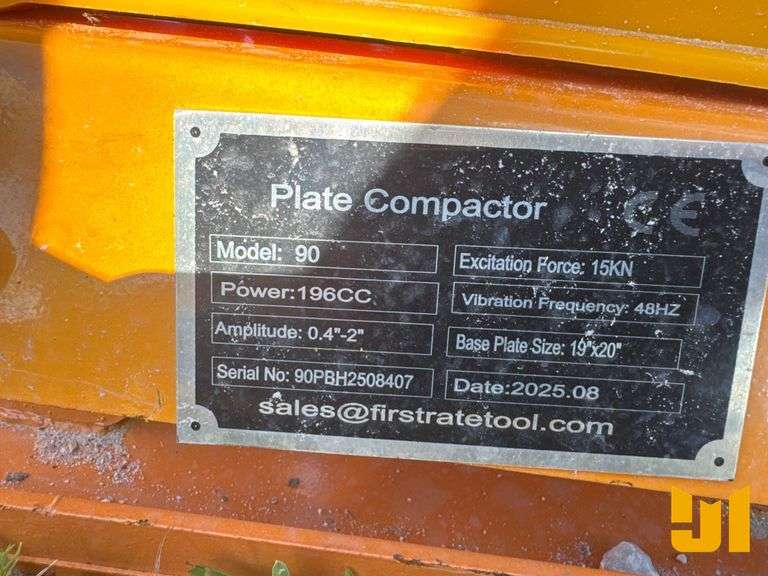 Plate Compactor CE
Model: 90
Excitation Force: 15KN
Power:196CC
Vibration Frequency: 48HZ
Amplitude: 0.4"-2"
Base Plate Size: 19"x20"
Serial No: 90PBH2508407
Date:2025.08
sales@firstratetool.com